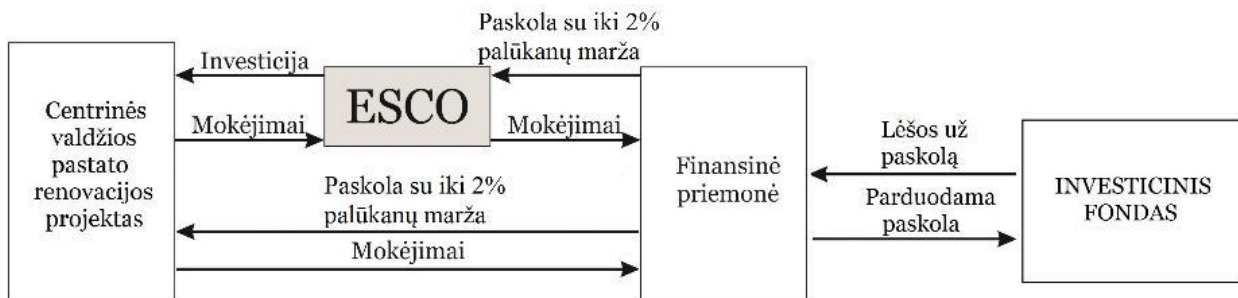 Paskola su iki 2%
palūkanų marža
Investicija
ESCO
Centrinės
valdžios
pastato
renovacijos
projektas
Mokėjimai
Mokėjimai
Lėšos už
paskolą
Finansinė
priemonė
Paskola su iki 2%
palūkanų marža
Parduodama
paskola
INVESTICINIS
FONDAS
Mokėjimai